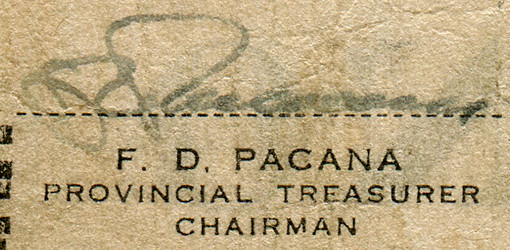 F. D. PACANA
PROVINCIAL TREASURER
CHAIRMAN